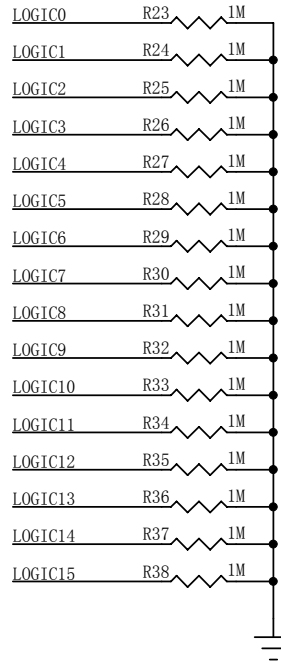 LOGIC0 R23 1M
LOGIC1 R24 1M
LOGIC2 R25 1M
LOGIC3 R26 1M
LOGIC4 R27 1M
LOGIC5 R28 1M
LOGIC6 R29 1M
LOGIC7 R30 1M
LOGIC8 R31 1M
LOGIC9 R32 1M
LOGIC10 R33 1M
LOGIC11 R34 1M
LOGIC12 R35 1M
LOGIC13 R36 1M
LOGIC14 R37 1M
LOGIC15 R38 1M